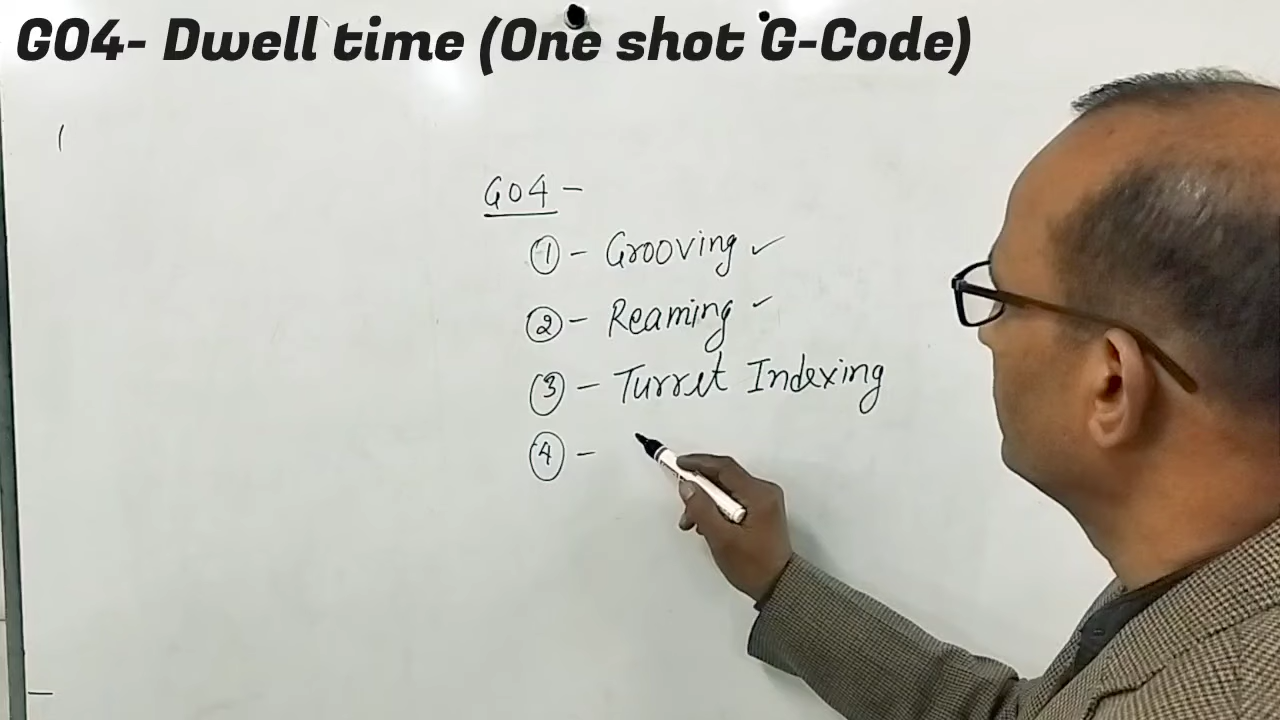 G04- Dwell time (One shot G-Code)
G04 -
① - Grooving ✓
② - Reaming ✓
③ - Turret Indexing
④ -